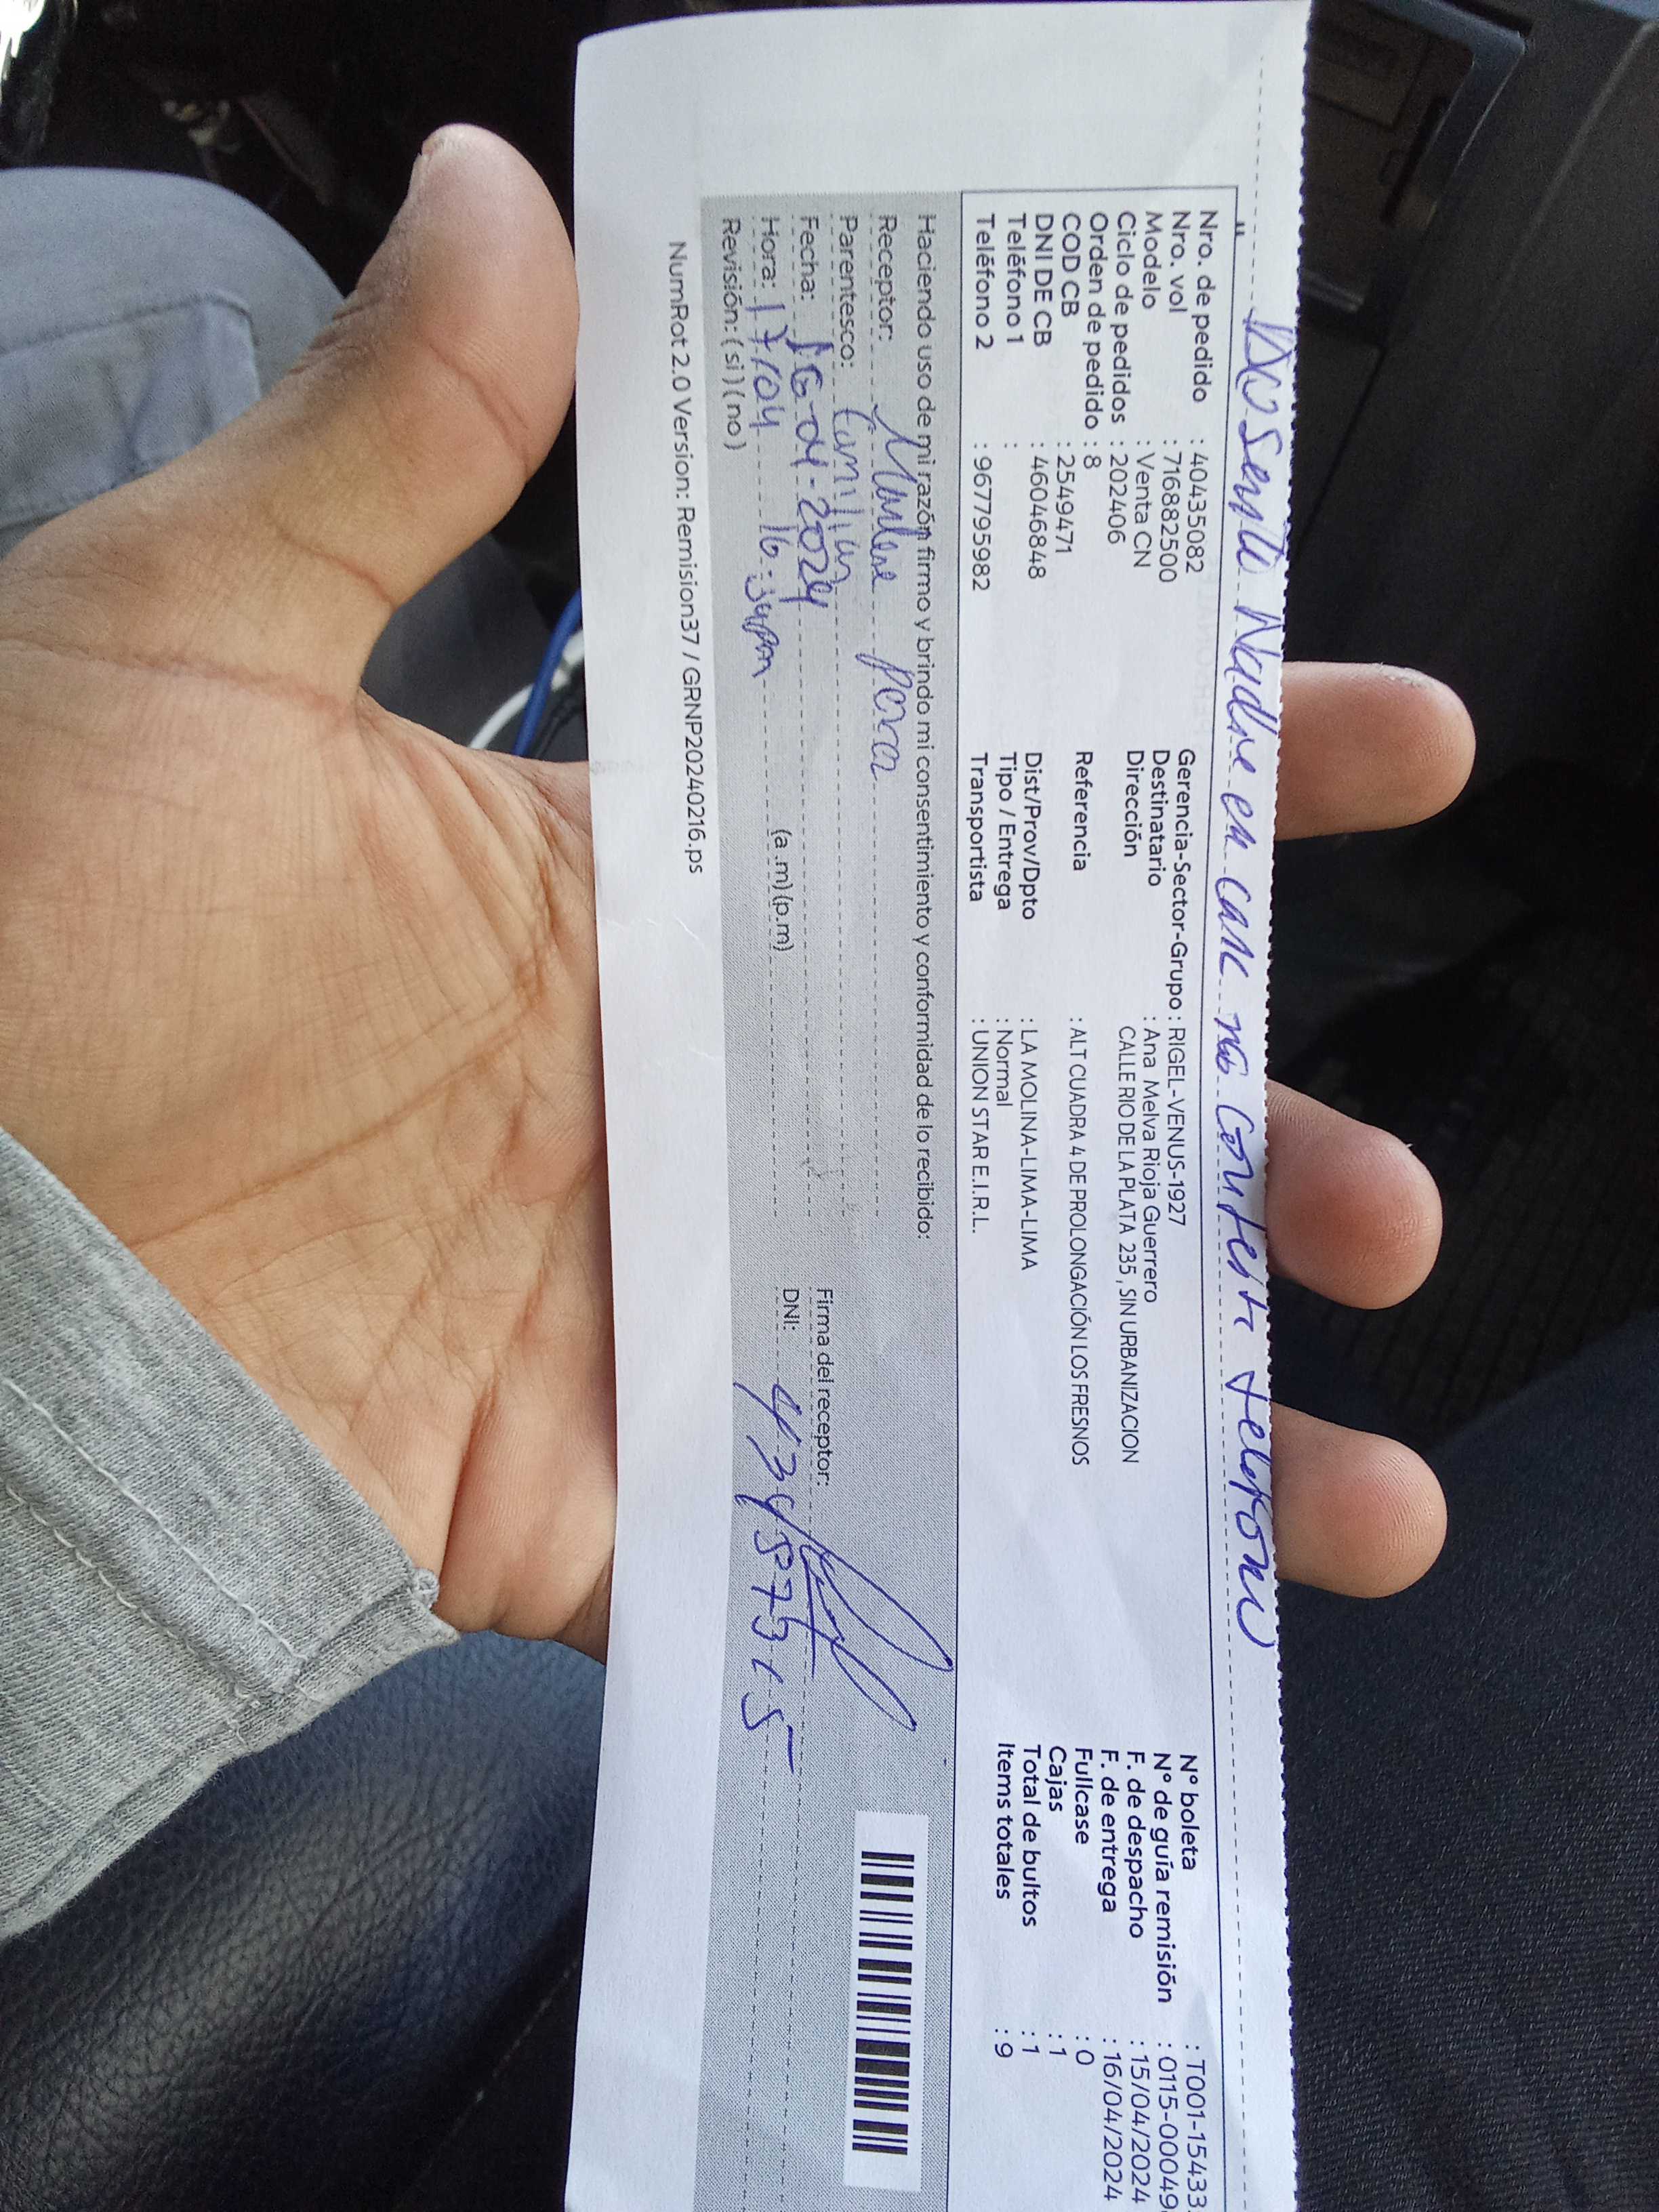 Ausente Nadie en casa no contesta telefono
Nro. de pedido : 40435082
Nro. vol : 716882500
Modelo : Venta CN
Ciclo de pedidos : 202406
Orden de pedido : 8
COD CB : 2549471
DNI DE CB : 46046848
Teléfono 1 :
Teléfono 2 : 967795982
Gerencia-Sector-Grupo : RIGEL-VENUS-1927
Destinatario : Ana Melva Rioja Guerrero
Dirección CALLE RIO DE LA PLATA 235 , SIN URBANIZACION
Referencia : ALT CUADRA 4 DE PROLONGACIÓN LOS FRESNOS
Dist/Prov/Dpto : LA MOLINA-LIMA-LIMA
Tipo / Entrega : Normal
Transportista : UNION STAR E.I.R.L.
N° boleta : T001-15433
N° de guía remisión : 0115-00049
F. de despacho : 15/04/2024
F. de entrega : 16/04/2024
Fullcase : 0
Cajas : 1
Total de bultos : 1
Items totales : 9
Haciendo uso de mi razón firmo y brindo mi consentimiento y conformidad de lo recibido:
Receptor: Marlene
Parentesco: familiar
Fecha: 16-04-2024
Hora: 17/04 16:34pm (a .m) (p.m)
Revisión: ( si ) ( no )
Firma del receptor:
DNI:
NumRot 2.0 Version: Remision37 / GRNP20240216.ps